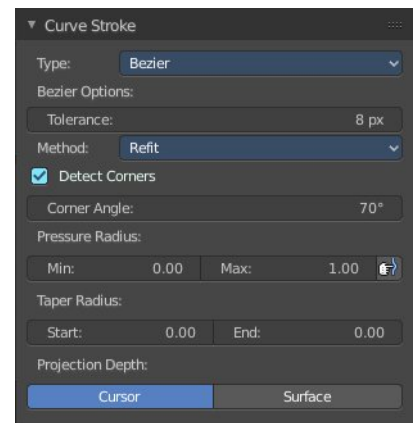 Curve Stroke
Type: Bezier
Bezier Options:
Tolerance: 8 px
Method: Refit
Detect Corners
Corner Angle: 70°
Pressure Radius:
Min: 0.00 Max: 1.00
Taper Radius:
Start: 0.00 End: 0.00
Projection Depth:
Cursor Surface